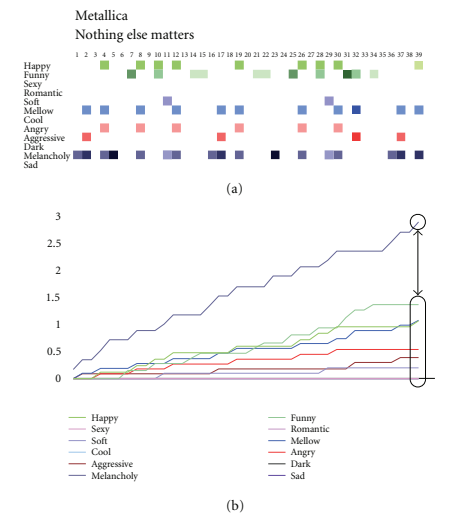 Metallica
Nothing else matters
1 2 3 4 5 6 7 8 9 10 11 12 13 14 15 16 17 18 19 20 21 22 23 24 25 26 27 28 29 30 31 32 33 34 35 36 37 38 39
Happy
Funny
Sexy
Romantic
Soft
Mellow
Cool
Angry
Aggressive
Dark
Melancholy
Sad
(a)
3
2.5
2
1.5
1
0.5
0
Happy Funny
Sexy Romantic
Soft Mellow
Cool Angry
Aggressive Dark
Melancholy Sad
(b)